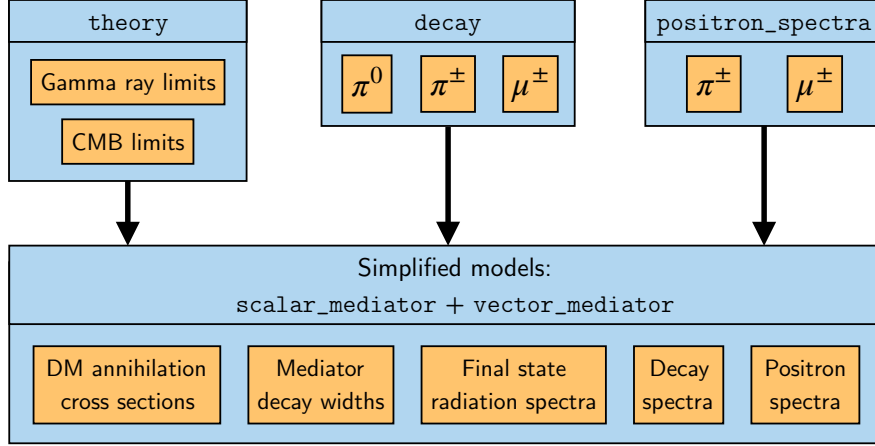 theory
Gamma ray limits
CMB limits
decay
π⁰ π± μ±
positron_spectra
π± μ±
Simplified models:
scalar_mediator + vector_mediator
DM annihilation
cross sections
Mediator
decay widths
Final state
radiation spectra
Decay
spectra
Positron
spectra